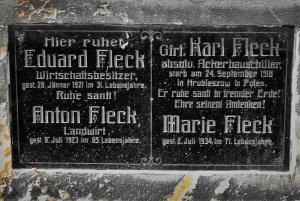 Hier ruhet
Eduard Fleck
Wirtschaftsbesitzer,
gest. 28. Jänner 1921 im 31. Lebensjahre.
Ruhe sanft!
Anton Fleck
Landwirt,
gest. 8. Juli 1923 im 65. Lebensjahre.
Gfrt. Karl Fleck
absolv. Ackerbauschüler,
starb am 24. September 1918
in Hrubieszow in Polen.
Er ruhe sanft in fremder Erde!
Ehre seinem Andenken!
Marie Fleck
gest. 2. Juli 1934, im 71. Lebensj.